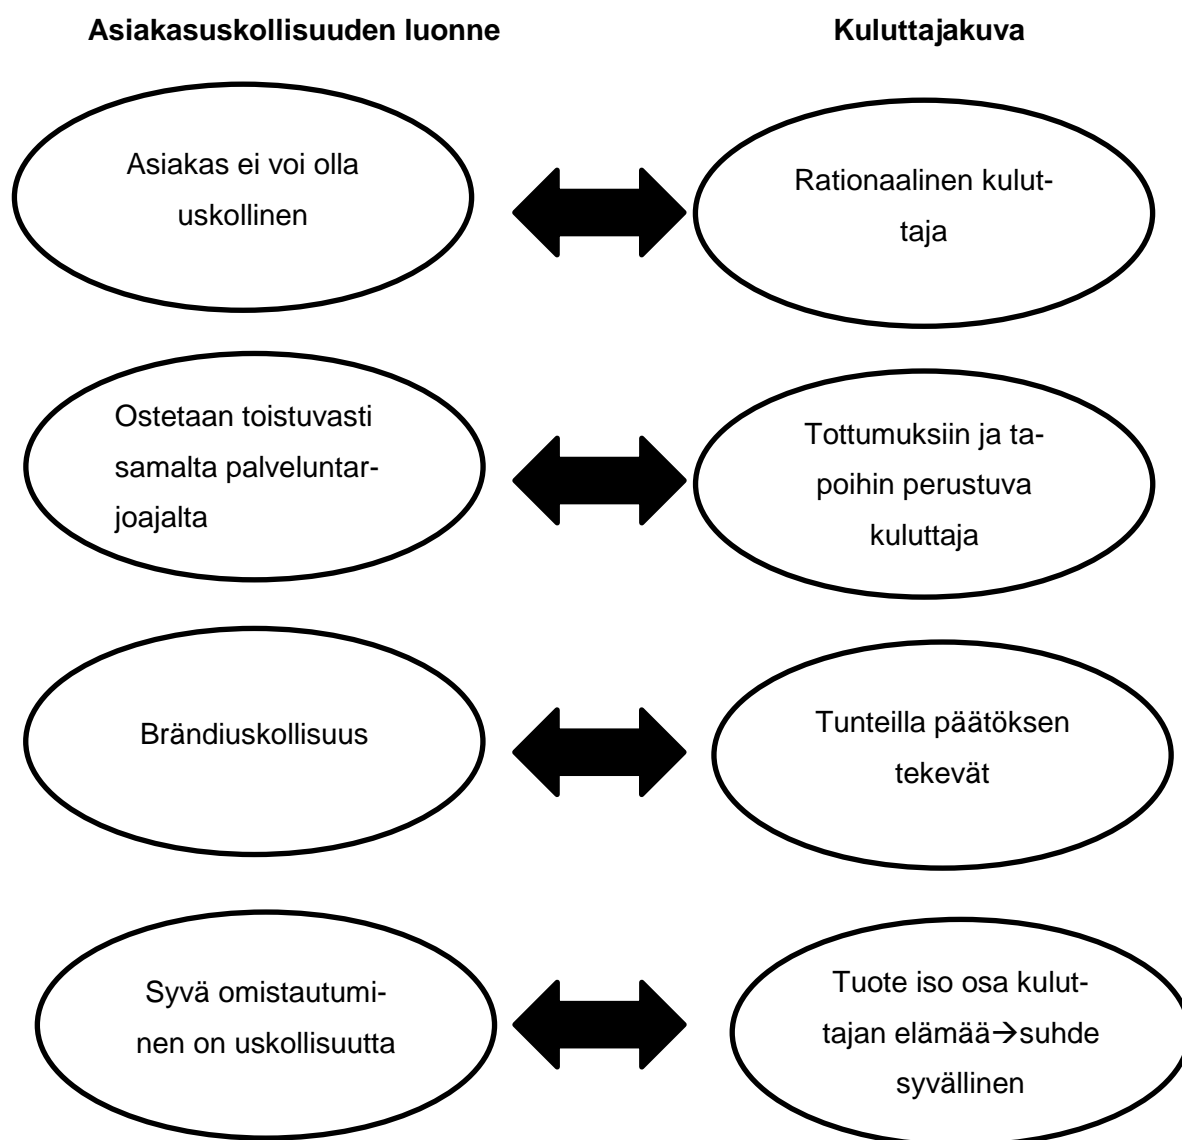 Asiakasuskollisuuden luonne
Kuluttajakuva
Asiakas ei voi olla
uskollinen
Rationaalinen kulut-
taja
Ostetaan toistuvasti
samalta palveluntar-
joajalta
Tottumuksiin ja ta-
poihin perustuva
kuluttaja
Brändiuskollisuus
Tunteilla päätöksen
tekevät
Syvä omistautumi-
nen on uskollisuutta
Tuote iso osa kulut-
tajan elämää→suhde
syvällinen